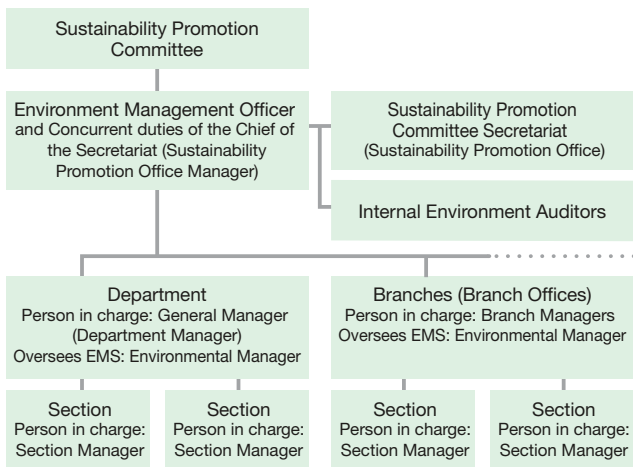 Sustainability Promotion
Committee
Environment Management Officer
and Concurrent duties of the Chief of
the Secretariat (Sustainability
Promotion Office Manager)
Sustainability Promotion
Committee Secretariat
(Sustainability Promotion Office)
Internal Environment Auditors
Department
Person in charge: General Manager
(Department Manager)
Oversees EMS: Environmental Manager
Branches (Branch Offices)
Person in charge: Branch Managers
Oversees EMS: Environmental Manager
Section
Person in charge:
Section Manager
Section
Person in charge:
Section Manager
Section
Person in charge:
Section Manager
Section
Person in charge:
Section Manager